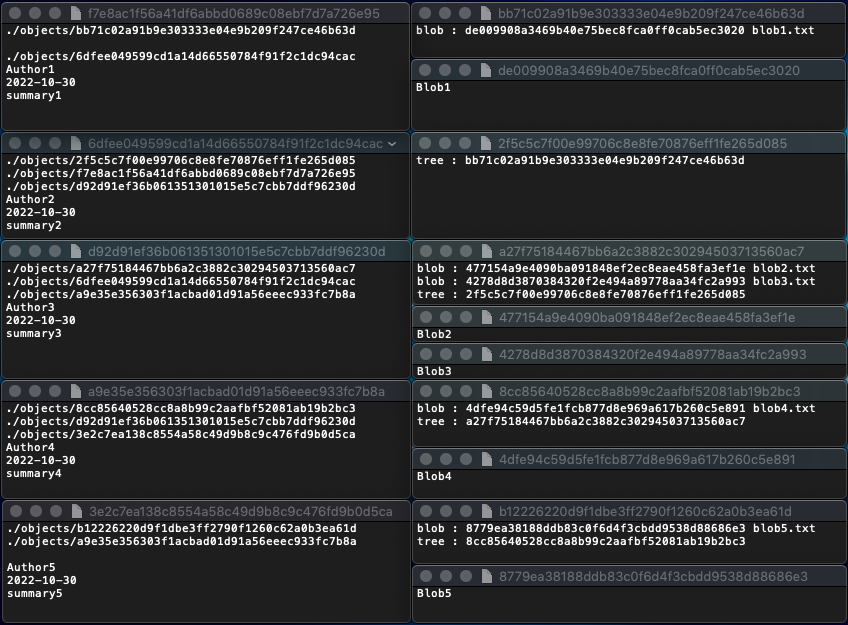 f7e8ac1f56a41df6abbd0689c08ebf7d7a726e95
./objects/bb71c02a91b9e303333e04e9b209f247ce46b63d
./objects/6dfee049599cd1a14d66550784f91f2c1dc94cac
Author1
2022-10-30
summary1
bb71c02a91b9e303333e04e9b209f247ce46b63d
blob : de009908a3469b40e75bec8fca0ff0cab5ec3020 blob1.txt
de009908a3469b40e75bec8fca0ff0cab5ec3020
Blob1
6dfee049599cd1a14d66550784f91f2c1dc94cac
./objects/2f5c5c7f00e99706c8e8fe70876eff1fe265d085
./objects/f7e8ac1f56a41df6abbd0689c08ebf7d7a726e95
./objects/d92d91ef36b061351301015e5c7cbb7ddf96230d
Author2
2022-10-30
summary2
2f5c5c7f00e99706c8e8fe70876eff1fe265d085
tree : bb71c02a91b9e303333e04e9b209f247ce46b63d
d92d91ef36b061351301015e5c7cbb7ddf96230d
./objects/a27f75184467bb6a2c3882c30294503713560ac7
./objects/6dfee049599cd1a14d66550784f91f2c1dc94cac
./objects/a9e35e356303f1acbad01d91a56eeec933fc7b8a
Author3
2022-10-30
summary3
a27f75184467bb6a2c3882c30294503713560ac7
blob : 477154a9e4090ba091848ef2ec8eae458fa3ef1e blob2.txt
blob : 4278d8d3870384320f2e494a89778aa34fc2a993 blob3.txt
tree : 2f5c5c7f00e99706c8e8fe70876eff1fe265d085
477154a9e4090ba091848ef2ec8eae458fa3ef1e
Blob2
4278d8d3870384320f2e494a89778aa34fc2a993
Blob3
a9e35e356303f1acbad01d91a56eeec933fc7b8a
./objects/8cc85640528cc8a8b99c2aafbf52081ab19b2bc3
./objects/d92d91ef36b061351301015e5c7cbb7ddf96230d
./objects/3e2c7ea138c8554a58c49d9b8c9c476fd9b0d5ca
Author4
2022-10-30
summary4
8cc85640528cc8a8b99c2aafbf52081ab19b2bc3
blob : 4dfe94c59d5fe1fcb877d8e969a617b260c5e891 blob4.txt
tree : a27f75184467bb6a2c3882c30294503713560ac7
4dfe94c59d5fe1fcb877d8e969a617b260c5e891
Blob4
3e2c7ea138c8554a58c49d9b8c9c476fd9b0d5ca
./objects/b12226220d9f1dbe3ff2790f1260c62a0b3ea61d
./objects/a9e35e356303f1acbad01d91a56eeec933fc7b8a
Author5
2022-10-30
summary5
b12226220d9f1dbe3ff2790f1260c62a0b3ea61d
blob : 8779ea38188ddb83c0f6d4f3cbdd9538d88686e3 blob5.txt
tree : 8cc85640528cc8a8b99c2aafbf52081ab19b2bc3
8779ea38188ddb83c0f6d4f3cbdd9538d88686e3
Blob5